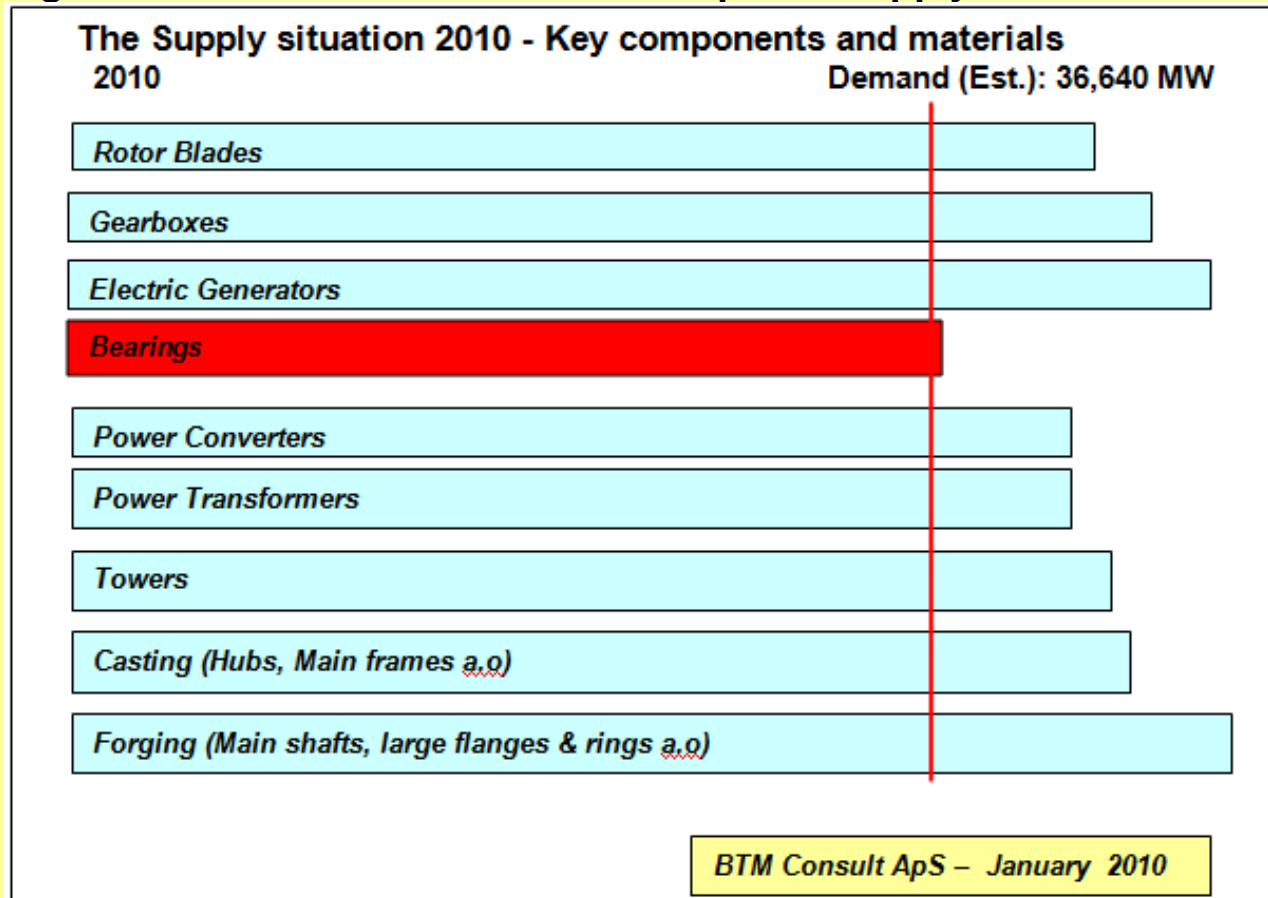 The Supply situation 2010 - Key components and materials
2010 Demand (Est.): 36,640 MW
Rotor Blades
Gearboxes
Electric Generators
Bearings
Power Converters
Power Transformers
Towers
Casting (Hubs, Main frames a.o)
Forging (Main shafts, large flanges & rings a.o)
BTM Consult ApS – January 2010